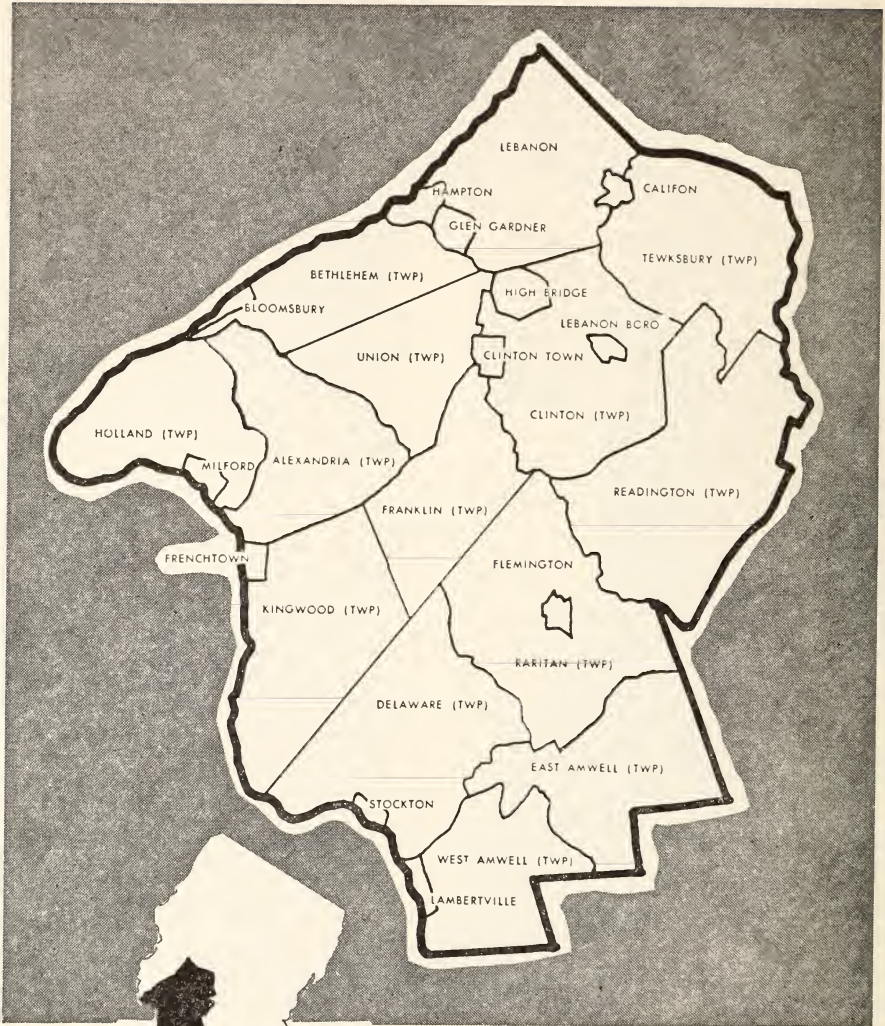 LEBANON
HAMPTON
CALIFON
GLEN GARDNER
TEWKSBURY (TWP)
BETHLEHEM (TWP)
HIGH BRIDGE
BLOOMSBURY
LEBANON BORO
UNION (TWP)
CLINTON TOWN
CLINTON (TWP)
HOLLAND (TWP)
MILFORD
ALEXANDRIA (TWP)
READINGTON (TWP)
FRANKLIN (TWP)
FRENCHTOWN
FLEMINGTON
KINGWOOD (TWP)
RARITAN (TWP)
DELAWARE (TWP)
EAST AMWELL (TWP)
STOCKTON
WEST AMWELL (TWP)
LAMBERTVILLE